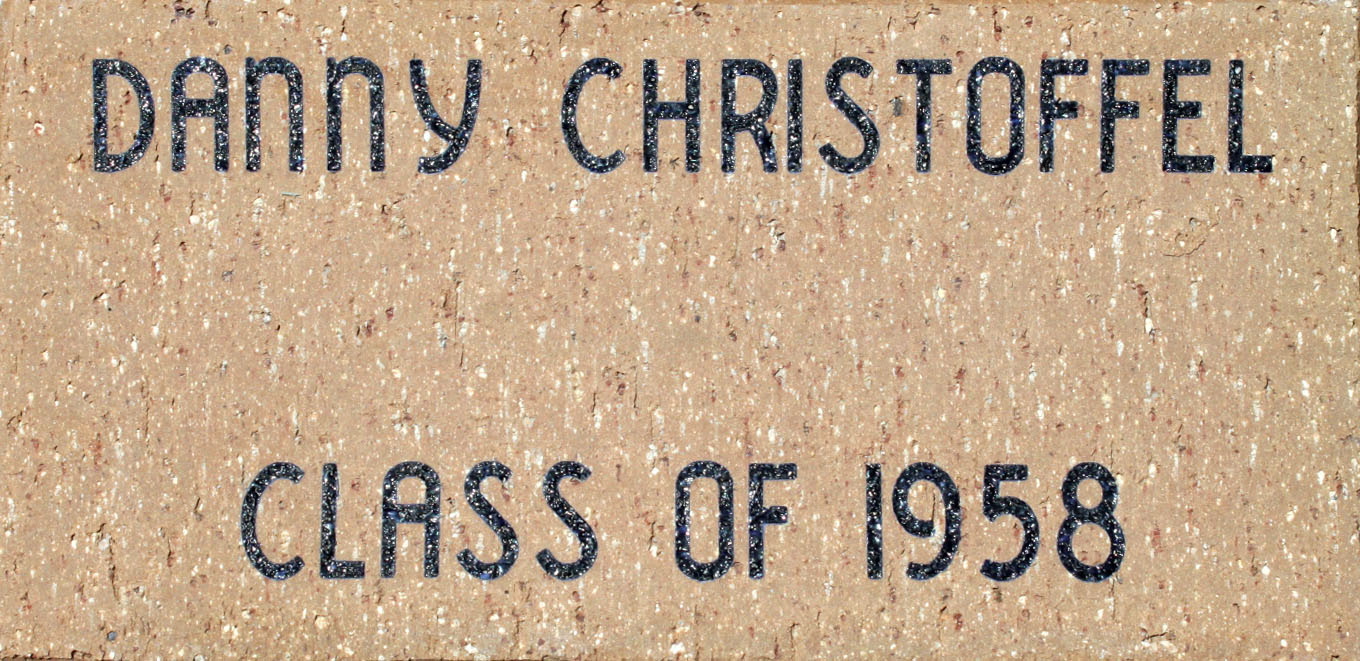 DANNY CHRISTOFFEL
CLASS OF 1958